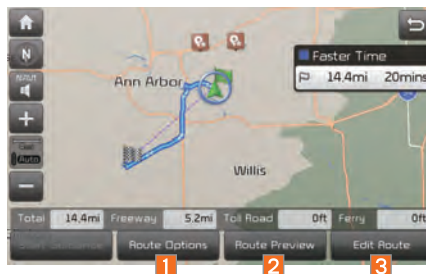 N
Faster Time
14.4mi 20mins
Ann Arbor
Auto
Willis
Total 14.4mi Freeway 5.2mi Toll Road 0ft Ferry 0ft
Route Options Route Preview Edit Route
1 2 3